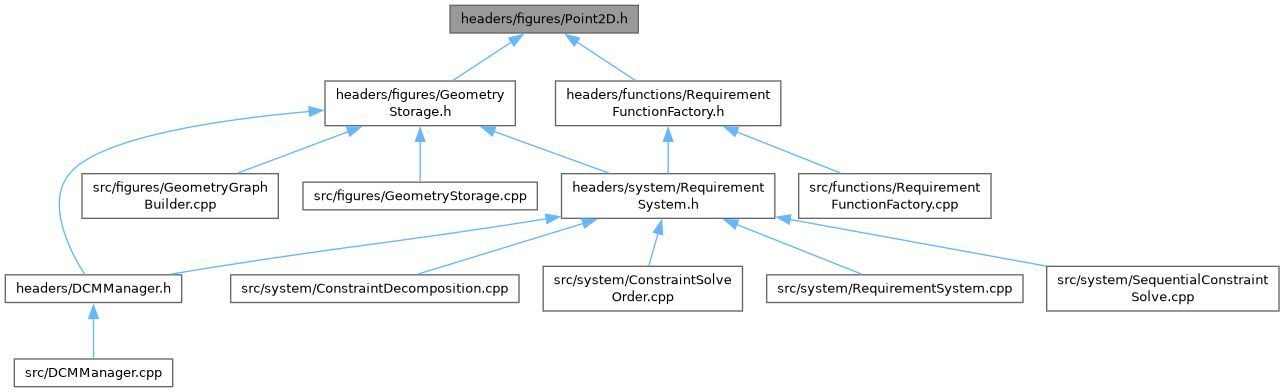 headers/figures/Point2D.h
headers/figures/Geometry
Storage.h
headers/functions/Requirement
FunctionFactory.h
src/figures/GeometryGraph
Builder.cpp
src/figures/GeometryStorage.cpp
headers/system/Requirement
System.h
src/functions/Requirement
FunctionFactory.cpp
headers/DCMManager.h
src/system/ConstraintDecomposition.cpp
src/system/ConstraintSolve
Order.cpp
src/system/RequirementSystem.cpp
src/system/SequentialConstraint
Solve.cpp
src/DCMManager.cpp